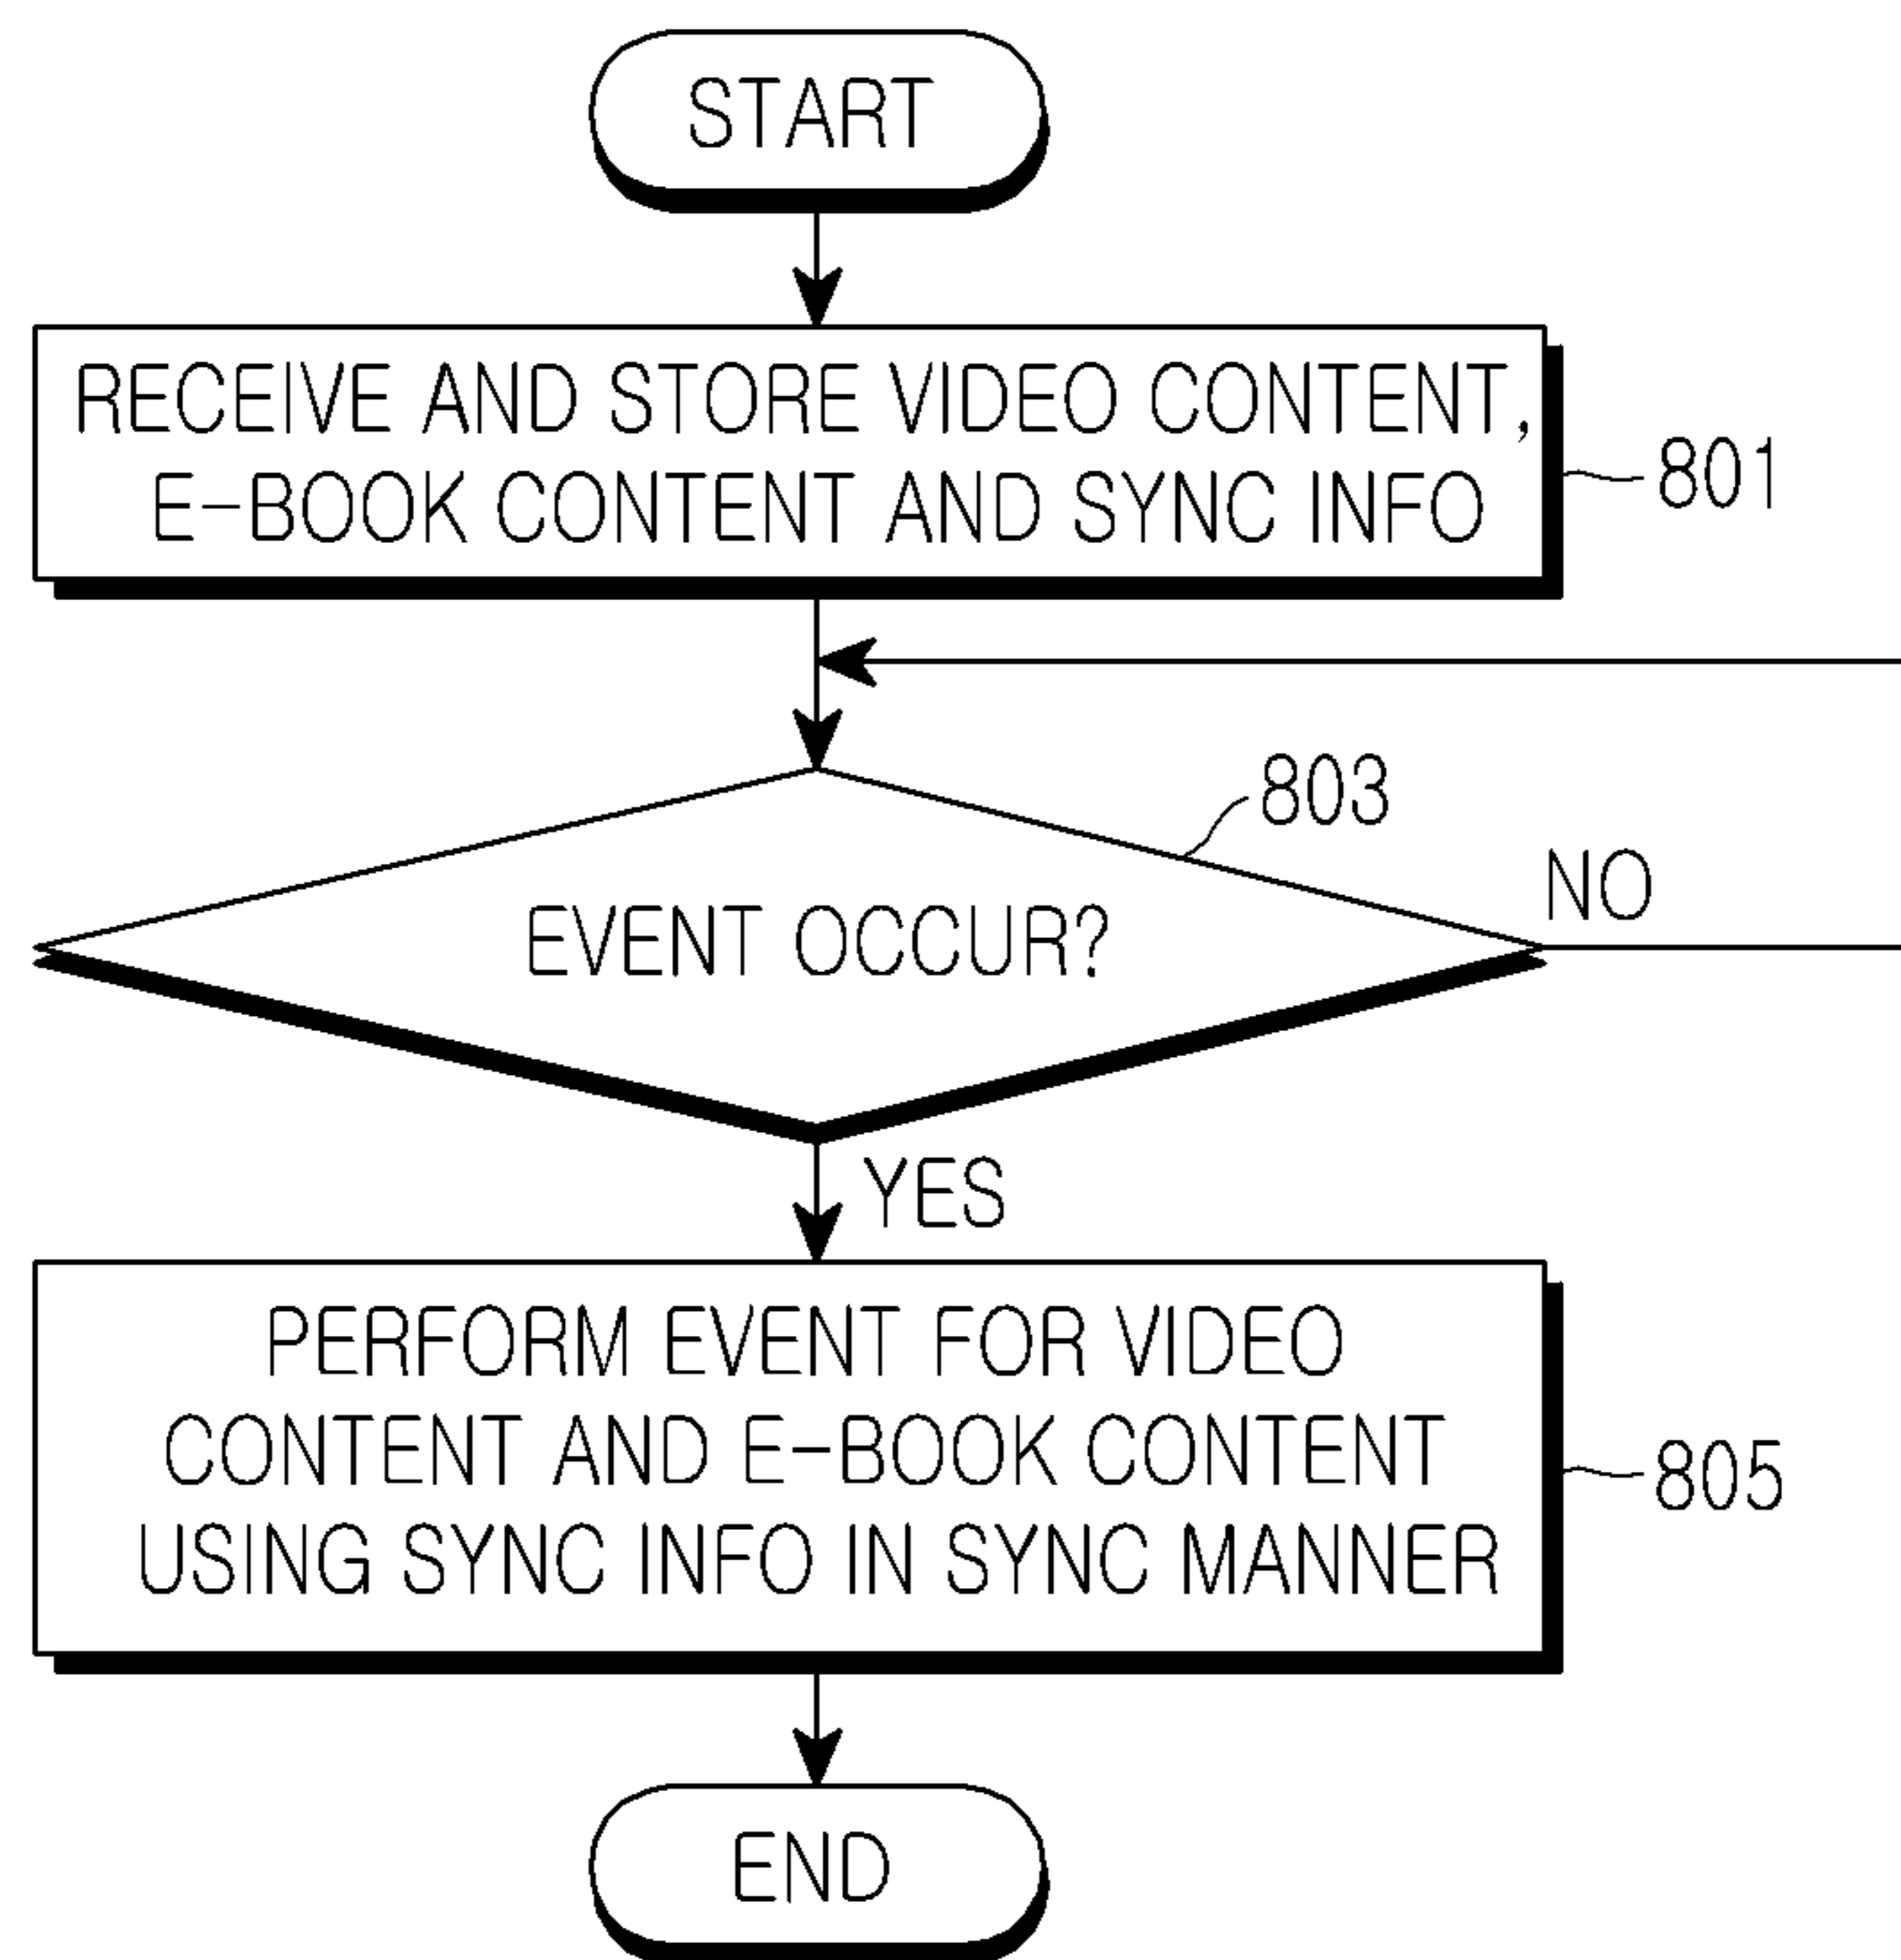 START
RECEIVE AND STORE VIDEO CONTENT,
E-BOOK CONTENT AND SYNC INFO
801
803
EVENT OCCUR?
NO
YES
PERFORM EVENT FOR VIDEO
CONTENT AND E-BOOK CONTENT
USING SYNC INFO IN SYNC MANNER
805
END